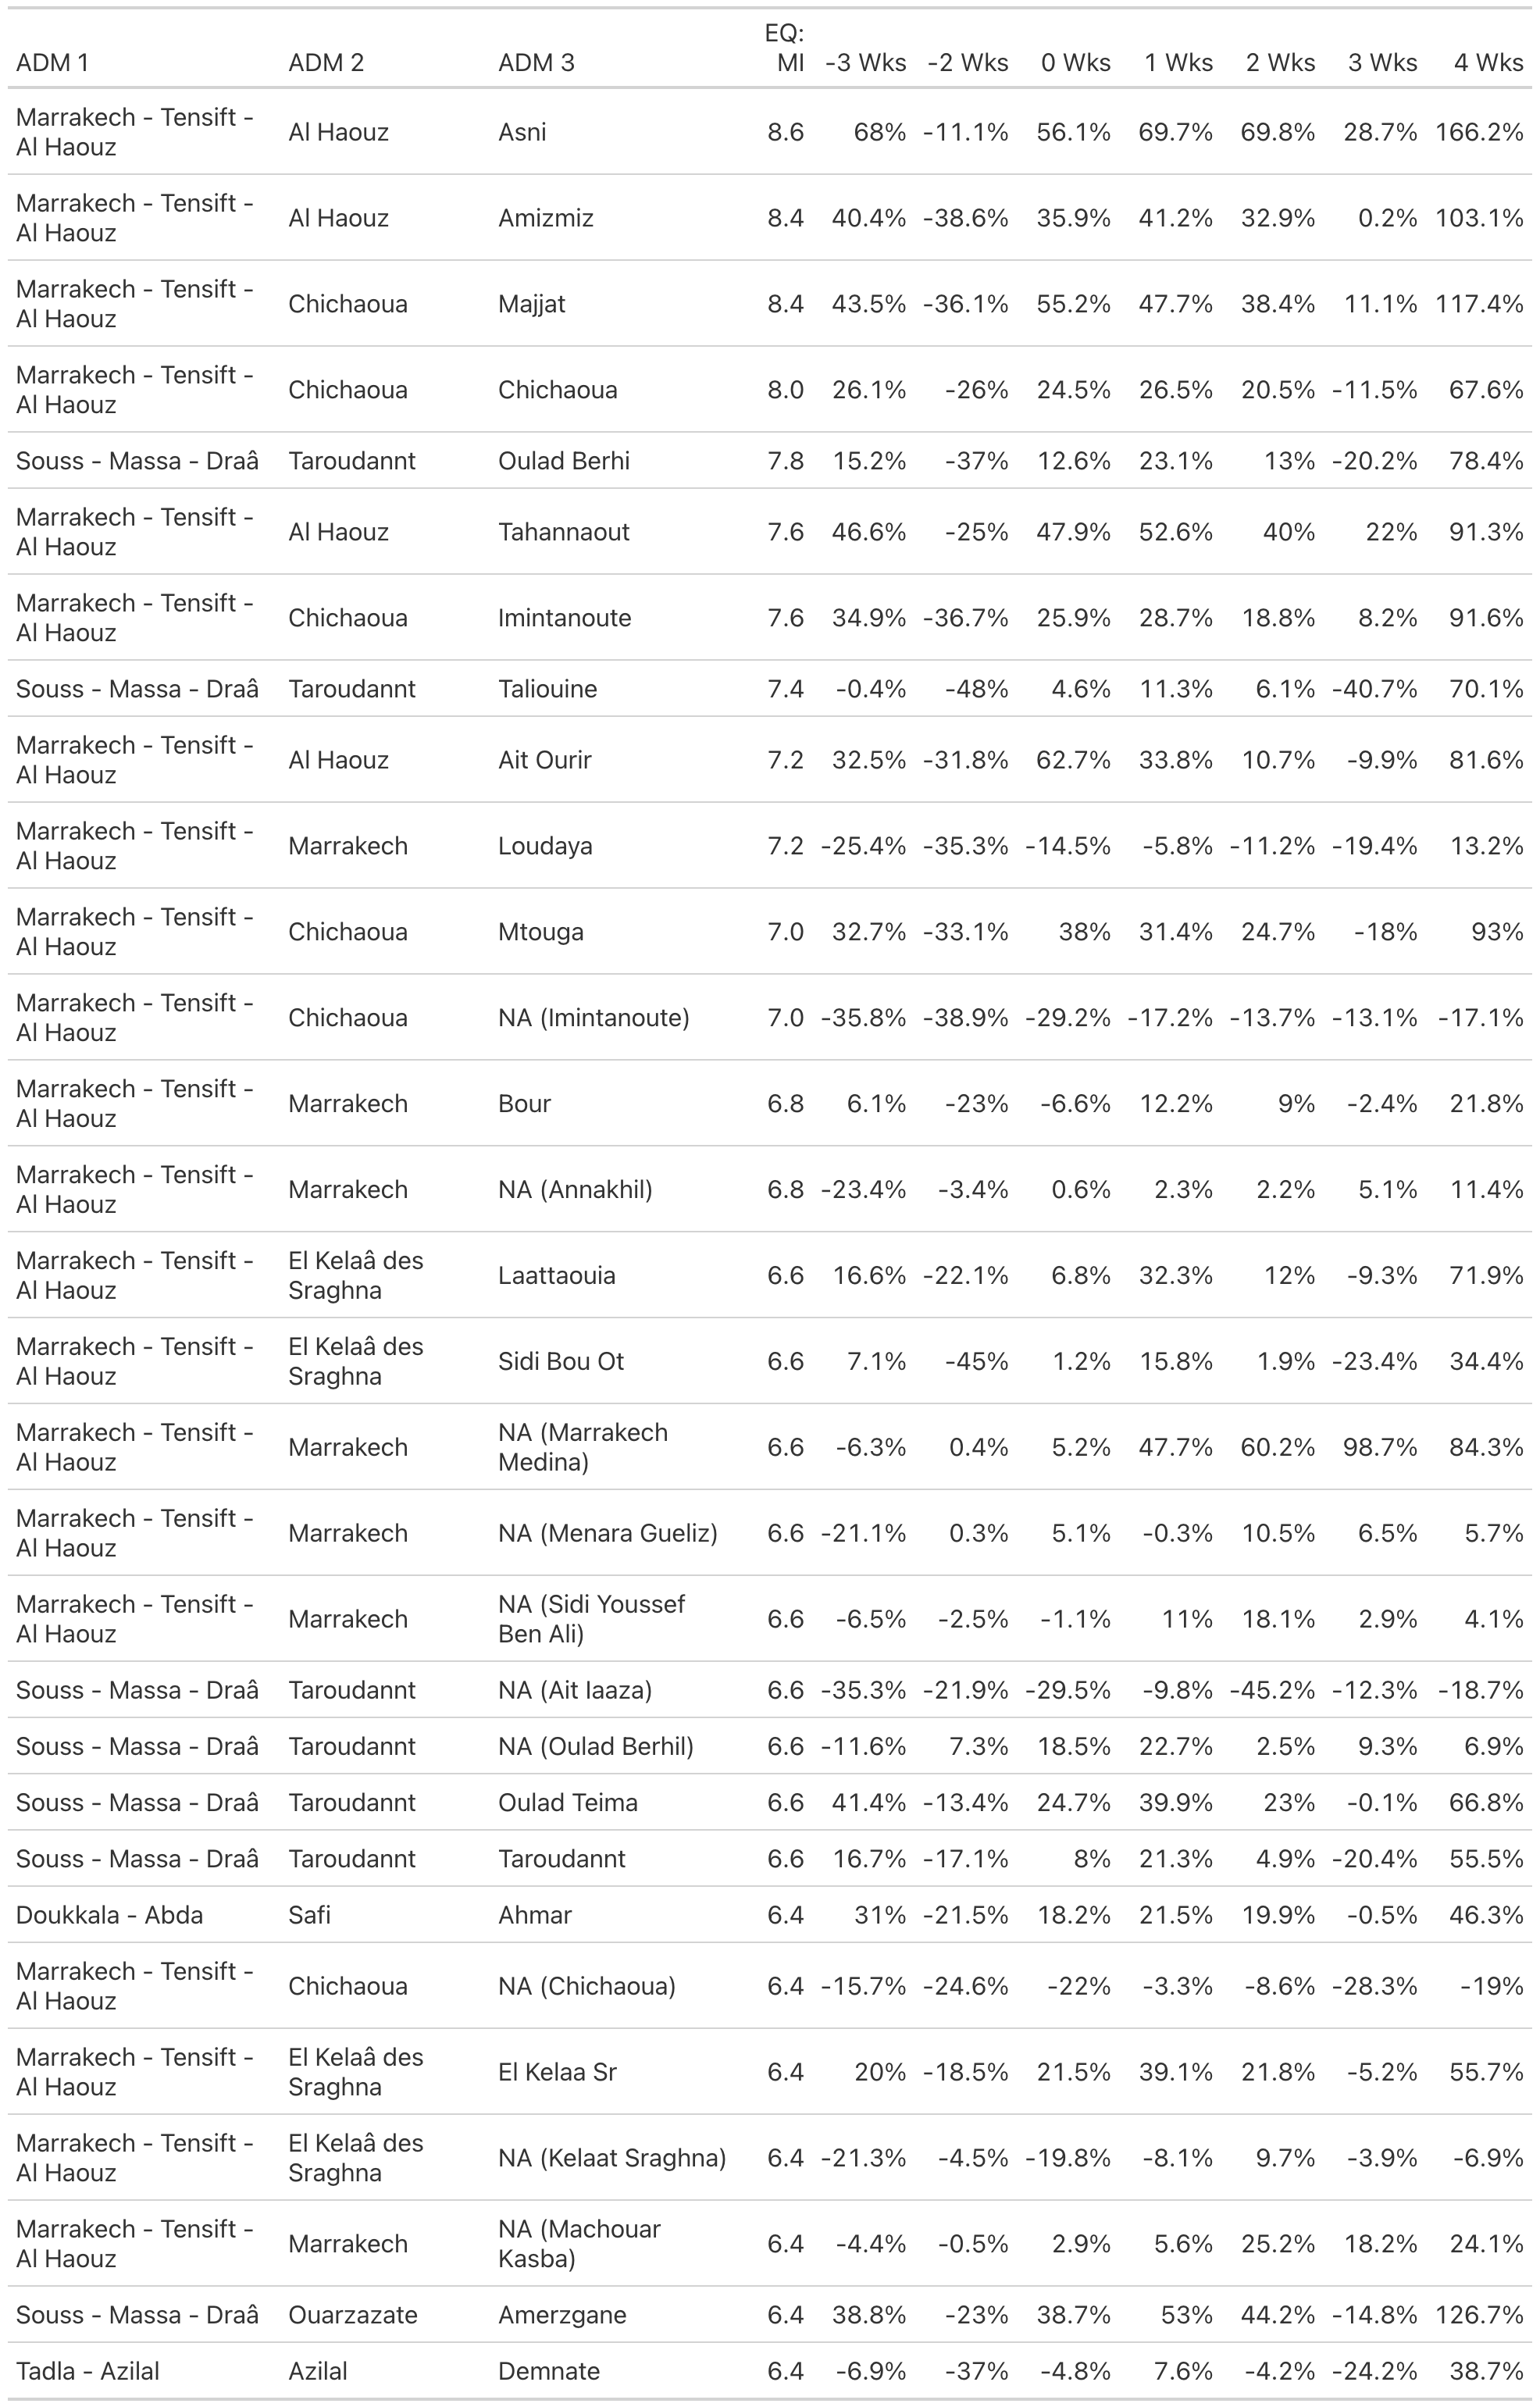 ADM 1 ADM 2 ADM 3 EQ: MI -3 Wks -2 Wks 0 Wks 1 Wks 2 Wks 3 Wks 4 Wks
Marrakech - Tensift - Al Haouz Al Haouz Asni 8.6 68% -11.1% 56.1% 69.7% 69.8% 28.7% 166.2%
Marrakech - Tensift - Al Haouz Al Haouz Amizmiz 8.4 40.4% -38.6% 35.9% 41.2% 32.9% 0.2% 103.1%
Marrakech - Tensift - Al Haouz Chichaoua Majjat 8.4 43.5% -36.1% 55.2% 47.7% 38.4% 11.1% 117.4%
Marrakech - Tensift - Al Haouz Chichaoua Chichaoua 8.0 26.1% -26% 24.5% 26.5% 20.5% -11.5% 67.6%
Souss - Massa - Draâ Taroudannt Oulad Berhi 7.8 15.2% -37% 12.6% 23.1% 13% -20.2% 78.4%
Marrakech - Tensift - Al Haouz Al Haouz Tahannaout 7.6 46.6% -25% 47.9% 52.6% 40% 22% 91.3%
Marrakech - Tensift - Al Haouz Chichaoua Imintanoute 7.6 34.9% -36.7% 25.9% 28.7% 18.8% 8.2% 91.6%
Souss - Massa - Draâ Taroudannt Taliouine 7.4 -0.4% -48% 4.6% 11.3% 6.1% -40.7% 70.1%
Marrakech - Tensift - Al Haouz Al Haouz Ait Ourir 7.2 32.5% -31.8% 62.7% 33.8% 10.7% -9.9% 81.6%
Marrakech - Tensift - Al Haouz Marrakech Loudaya 7.2 -25.4% -35.3% -14.5% -5.8% -11.2% -19.4% 13.2%
Marrakech - Tensift - Al Haouz Chichaoua Mtouga 7.0 32.7% -33.1% 38% 31.4% 24.7% -18% 93%
Marrakech - Tensift - Al Haouz Chichaoua NA (Imintanoute) 7.0 -35.8% -38.9% -29.2% -17.2% -13.7% -13.1% -17.1%
Marrakech - Tensift - Al Haouz Marrakech Bour 6.8 6.1% -23% -6.6% 12.2% 9% -2.4% 21.8%
Marrakech - Tensift - Al Haouz Marrakech NA (Annakhil) 6.8 -23.4% -3.4% 0.6% 2.3% 2.2% 5.1% 11.4%
Marrakech - Tensift - Al Haouz El Kelaâ des Sraghna Laattaouia 6.6 16.6% -22.1% 6.8% 32.3% 12% -9.3% 71.9%
Marrakech - Tensift - Al Haouz El Kelaâ des Sraghna Sidi Bou Ot 6.6 7.1% -45% 1.2% 15.8% 1.9% -23.4% 34.4%
Marrakech - Tensift - Al Haouz Marrakech NA (Marrakech Medina) 6.6 -6.3% 0.4% 5.2% 47.7% 60.2% 98.7% 84.3%
Marrakech - Tensift - Al Haouz Marrakech NA (Menara Gueliz) 6.6 -21.1% 0.3% 5.1% -0.3% 10.5% 6.5% 5.7%
Marrakech - Tensift - Al Haouz Marrakech NA (Sidi Youssef Ben Ali) 6.6 -6.5% -2.5% -1.1% 11% 18.1% 2.9% 4.1%
Souss - Massa - Draâ Taroudannt NA (Ait Iaaza) 6.6 -35.3% -21.9% -29.5% -9.8% -45.2% -12.3% -18.7%
Souss - Massa - Draâ Taroudannt NA (Oulad Berhil) 6.6 -11.6% 7.3% 18.5% 22.7% 2.5% 9.3% 6.9%
Souss - Massa - Draâ Taroudannt Oulad Teima 6.6 41.4% -13.4% 24.7% 39.9% 23% -0.1% 66.8%
Souss - Massa - Draâ Taroudannt Taroudannt 6.6 16.7% -17.1% 8% 21.3% 4.9% -20.4% 55.5%
Doukkala - Abda Safi Ahmar 6.4 31% -21.5% 18.2% 21.5% 19.9% -0.5% 46.3%
Marrakech - Tensift - Al Haouz Chichaoua NA (Chichaoua) 6.4 -15.7% -24.6% -22% -3.3% -8.6% -28.3% -19%
Marrakech - Tensift - Al Haouz El Kelaâ des Sraghna El Kelaa Sr 6.4 20% -18.5% 21.5% 39.1% 21.8% -5.2% 55.7%
Marrakech - Tensift - Al Haouz El Kelaâ des Sraghna NA (Kelaat Sraghna) 6.4 -21.3% -4.5% -19.8% -8.1% 9.7% -3.9% -6.9%
Marrakech - Tensift - Al Haouz Marrakech NA (Machouar Kasba) 6.4 -4.4% -0.5% 2.9% 5.6% 25.2% 18.2% 24.1%
Souss - Massa - Draâ Ouarzazate Amerzgane 6.4 38.8% -23% 38.7% 53% 44.2% -14.8% 126.7%
Tadla - Azilal Azilal Demnate 6.4 -6.9% -37% -4.8% 7.6% -4.2% -24.2% 38.7%